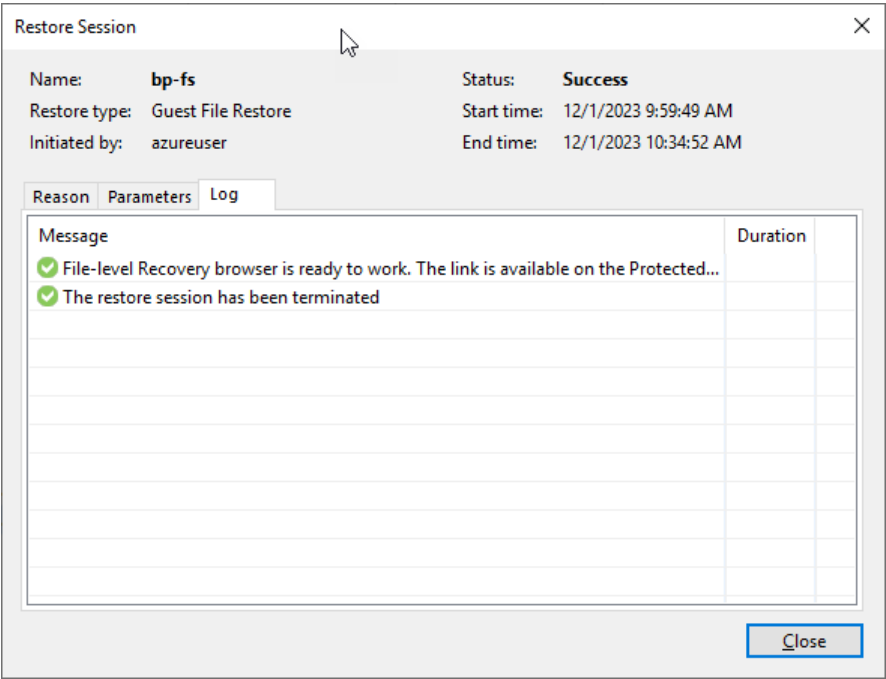 Restore Session
Name: bp-fs Status: Success
Restore type: Guest File Restore Start time: 12/1/2023 9:59:49 AM
Initiated by: azureuser End time: 12/1/2023 10:34:52 AM
Reason Parameters Log
Message Duration
File-level Recovery browser is ready to work. The link is available on the Protected...
The restore session has been terminated
Close